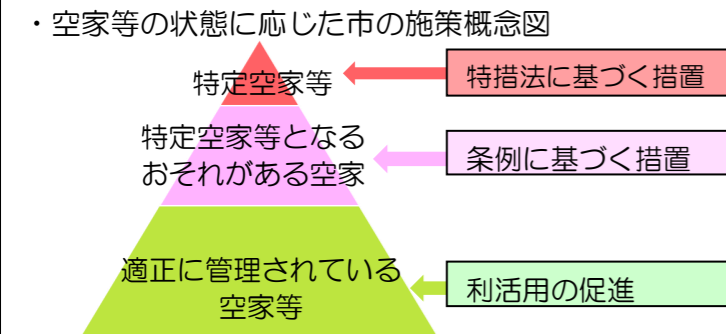 ・空家等の状態に応じた市の施策概念図
特定空家等
特措法に基づく措置
特定空家等となる
おそれがある空家
条例に基づく措置
適正に管理されている
空家等
利活用の促進